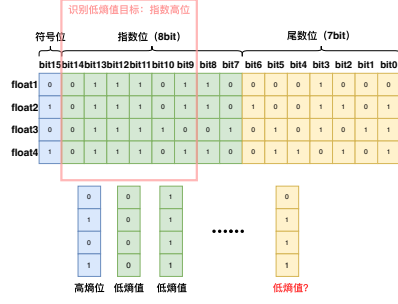 识别低熵值目标：指数高位
符号位 指数位（8bit） 尾数位（7bit）
bit15 bit14 bit13 bit12 bit11 bit10 bit9 bit8 bit7 bit6 bit5 bit4 bit3 bit2 bit1 bit0
float1 0 0 1 1 1 0 1 1 0 0 0 0 1 0 0 0
float2 1 0 1 1 1 0 1 1 0 1 0 0 1 1 0 0
float3 0 0 1 1 1 1 0 0 1 0 1 0 1 0 1 1
float4 1 0 1 1 1 0 1 1 0 0 1 1 0 1 0 1
0 0 1 0
1 0 1 0
0 0 1 1
1 0 1 1
......
高熵位 低熵值 低熵值 低熵值?